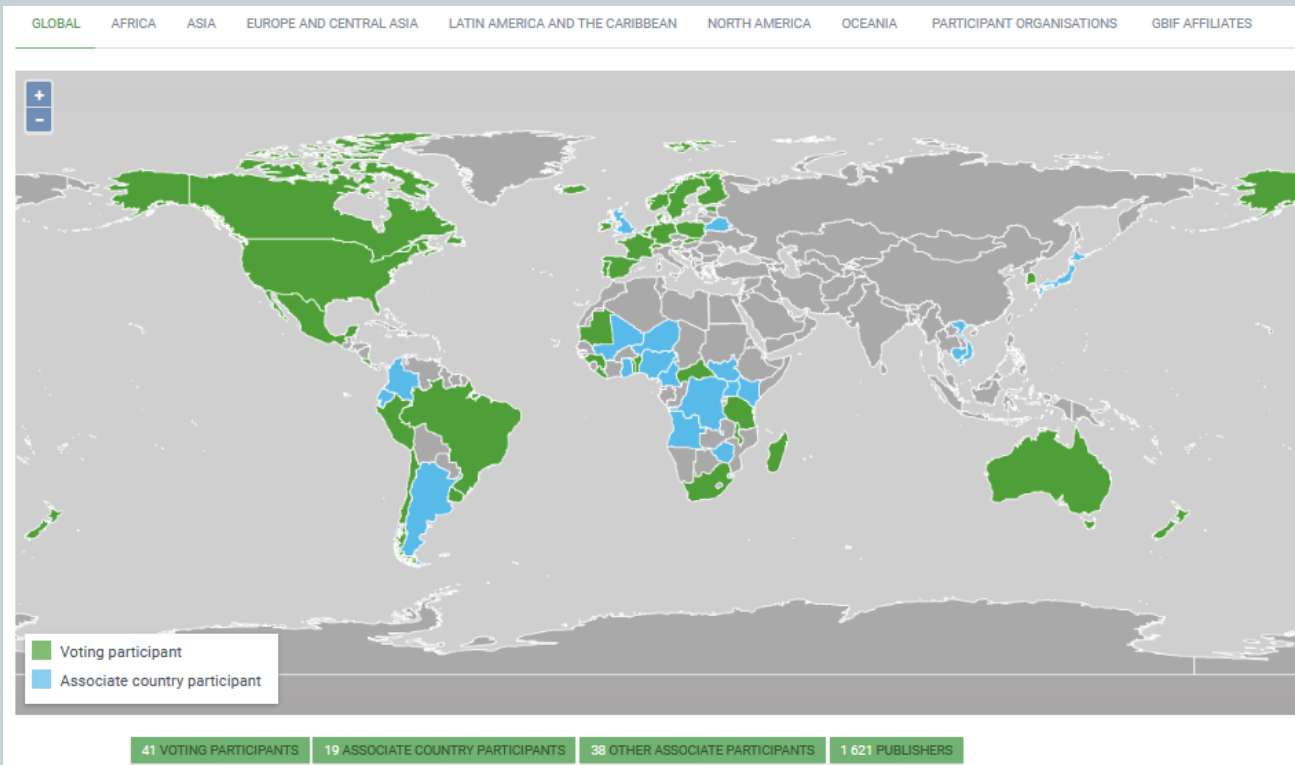 GLOBAL AFRICA ASIA EUROPE AND CENTRAL ASIA LATIN AMERICA AND THE CARIBBEAN NORTH AMERICA OCEANIA PARTICIPANT ORGANISATIONS GBIF AFFILIATES
+
−
Voting participant
Associate country participant
41 VOTING PARTICIPANTS 19 ASSOCIATE COUNTRY PARTICIPANTS 38 OTHER ASSOCIATE PARTICIPANTS 1 621 PUBLISHERS